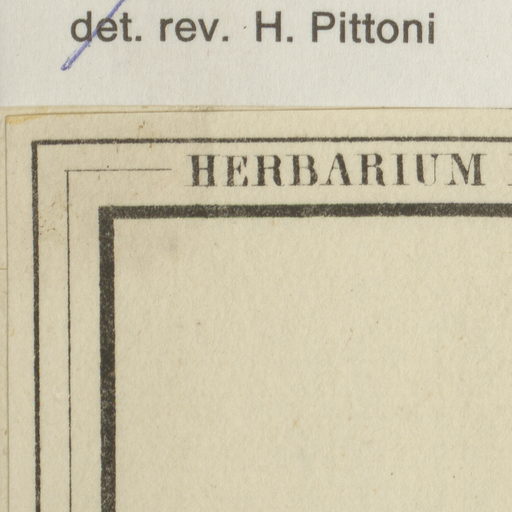 det. rev. H. Pittoni
HERBARIUM